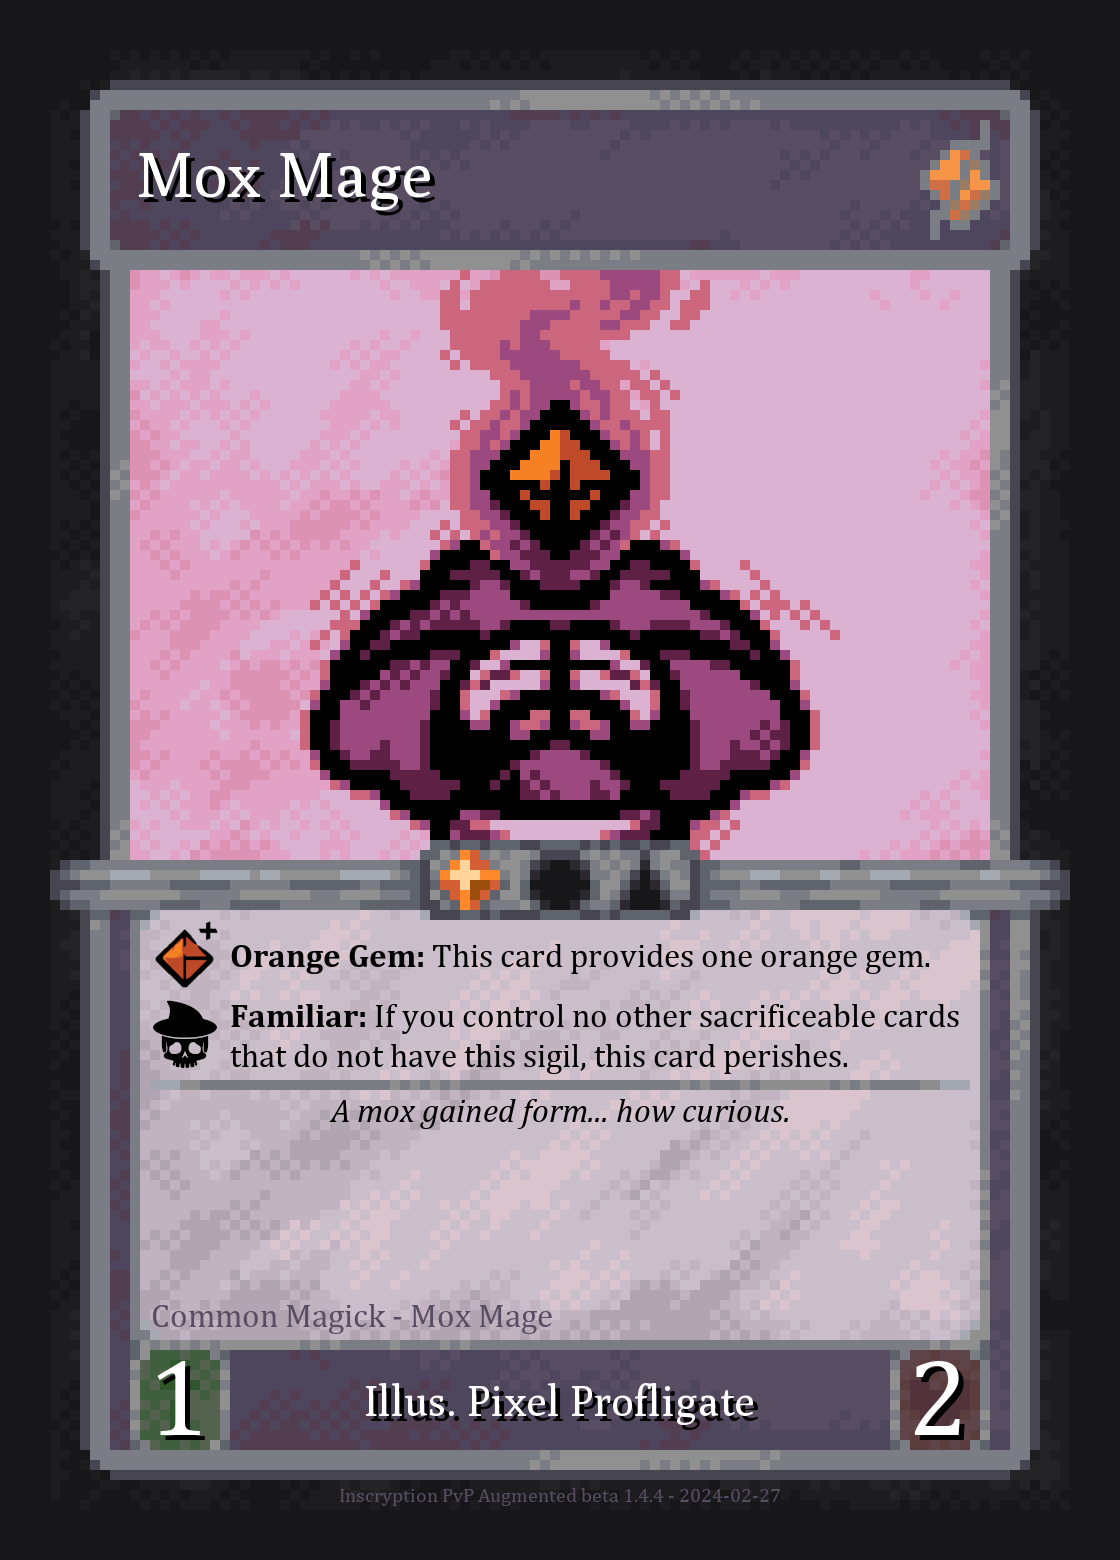 Mox Mage
Orange Gem: This card provides one orange gem.
Familiar: If you control no other sacrificeable cards
that do not have this sigil, this card perishes.
A mox gained form... how curious.
Common Magick - Mox Mage
1
Illus. Pixel Profligate
2
Inscryption PvP Augmented beta 1.4.4 - 2024-02-27